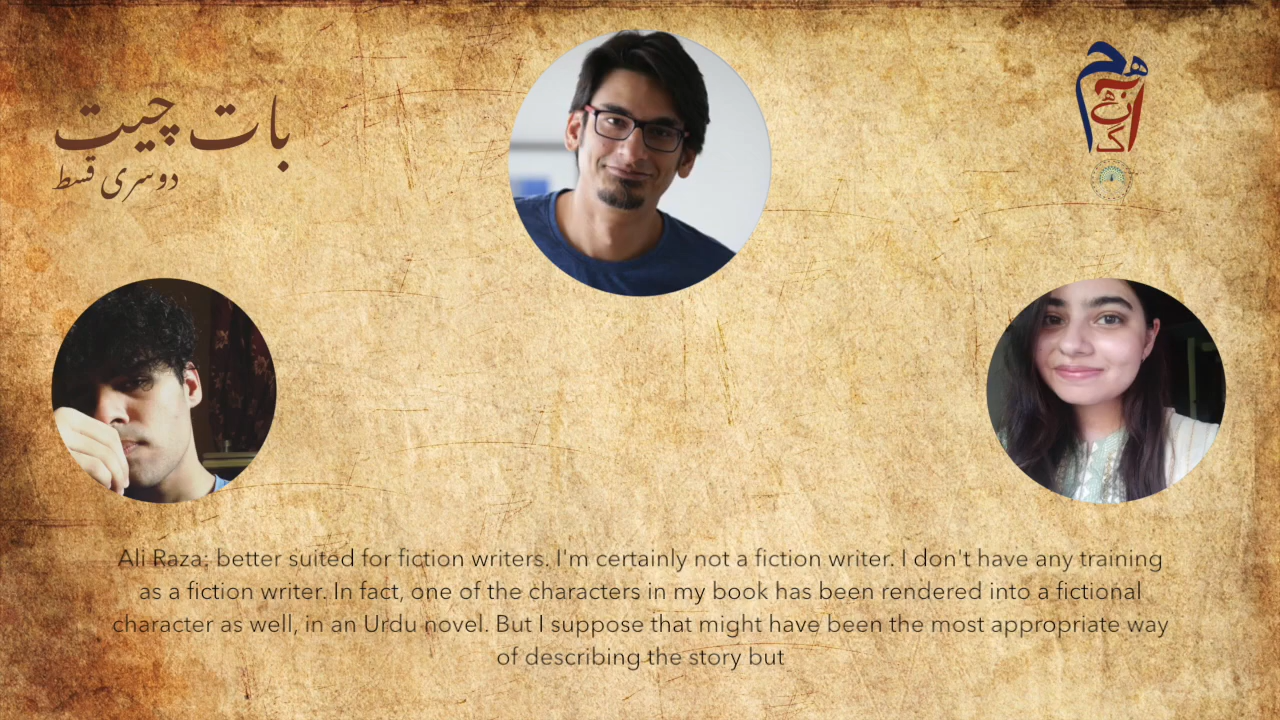 بات چیت
دوسری قسط
Ali Raza: better suited for fiction writers. I'm certainly not a fiction writer. I don't have any training
as a fiction writer. In fact, one of the characters in my book has been rendered into a fictional
character as well, in an Urdu novel. But I suppose that might have been the most appropriate way
of describing the story but